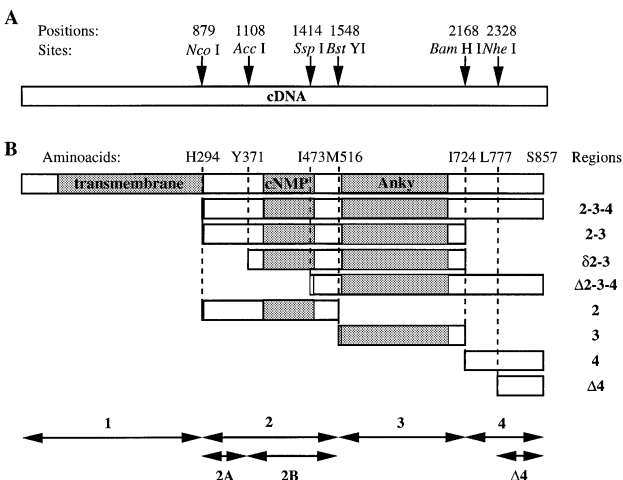 A
Positions: 879 1108 1414 1548 2168 2328
Sites: Nco I Acc I Ssp I Bst YI Bam H I Nhe I
cDNA
B
Aminoacids: H294 Y371 I473 M516 I724 L777 S857 Regions
transmembrane cNMP Anky
2-3-4
2-3
δ2-3
Δ2-3-4
2
3
4
Δ4
1 2 3 4
2A 2B Δ4